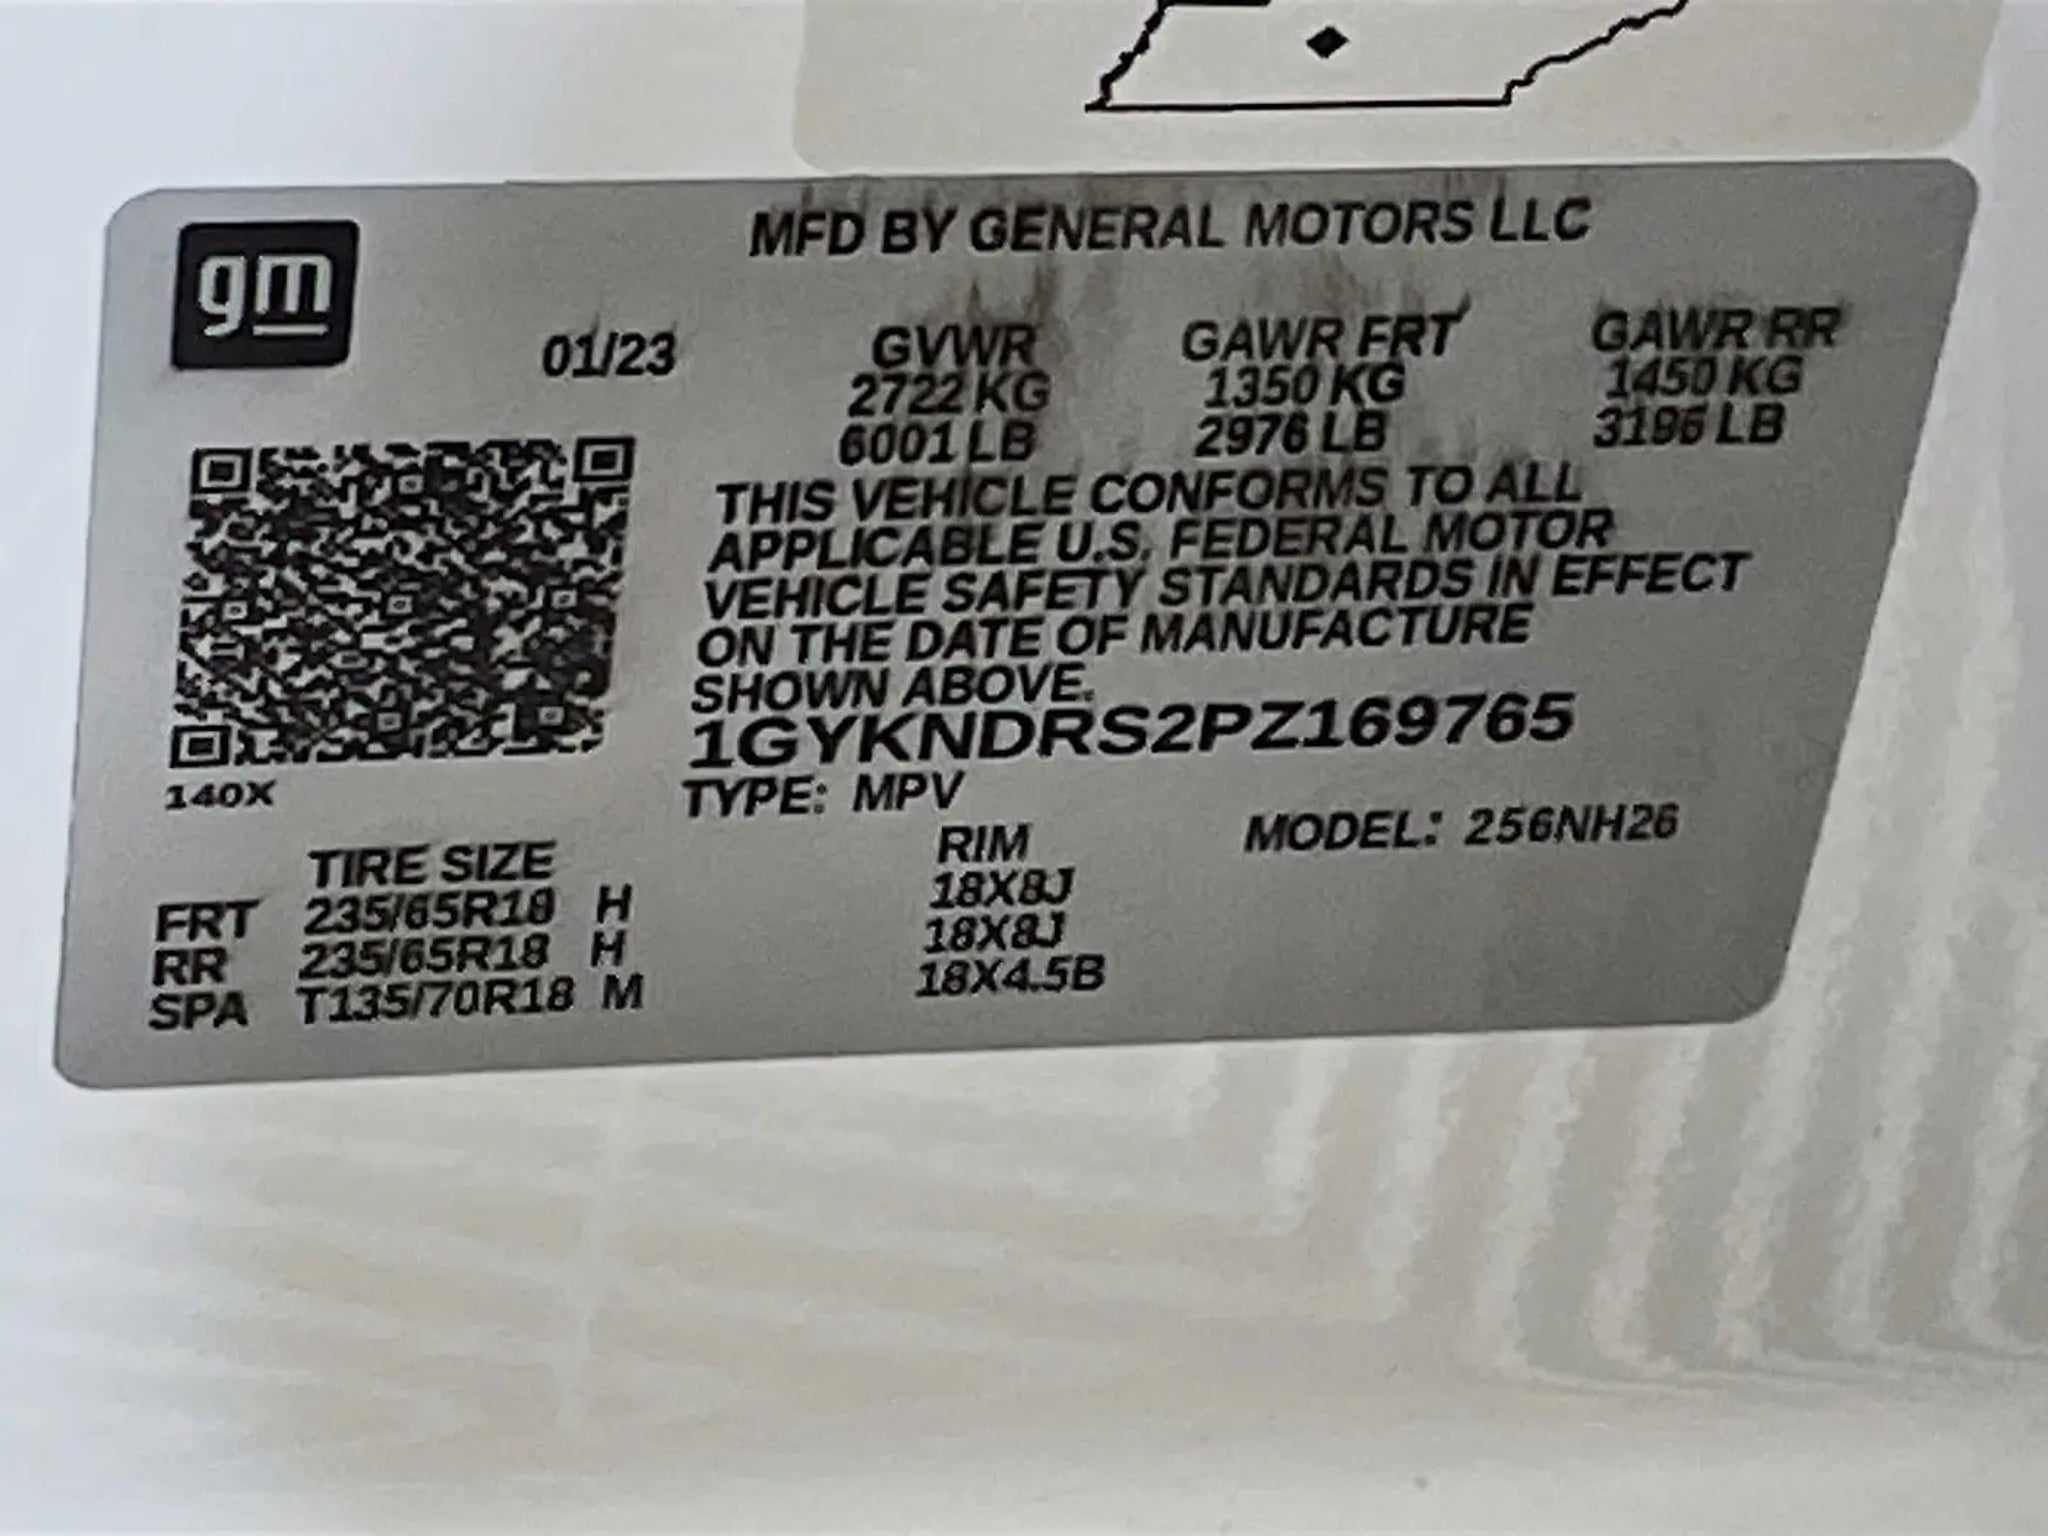 gm
MFD BY GENERAL MOTORS LLC
01/23 GVWR GAWR FRT GAWR RR
2722 KG 1350 KG 1450 KG
6001 LB 2976 LB 3196 LB
THIS VEHICLE CONFORMS TO ALL
APPLICABLE U.S. FEDERAL MOTOR
VEHICLE SAFETY STANDARDS IN EFFECT
ON THE DATE OF MANUFACTURE
SHOWN ABOVE.
1GYKNDRS2PZ169765
140X
TYPE: MPV MODEL: 256NH26
TIRE SIZE RIM
FRT 235/65R18 H 18X8J
RR 235/65R18 H 18X8J
SPA T135/70R18 M 18X4.5B